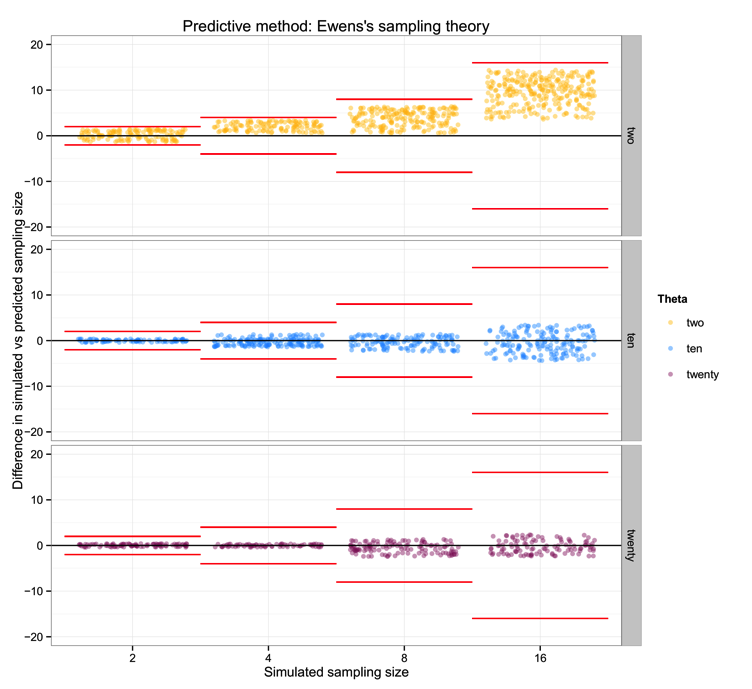 Predictive method: Ewens's sampling theory
Difference in simulated vs predicted sampling size
20
10
0
−10
−20
two
20
10
0
−10
−20
ten
20
10
0
−10
−20
twenty
2 4 8 16
Simulated sampling size
Theta
two
ten
twenty